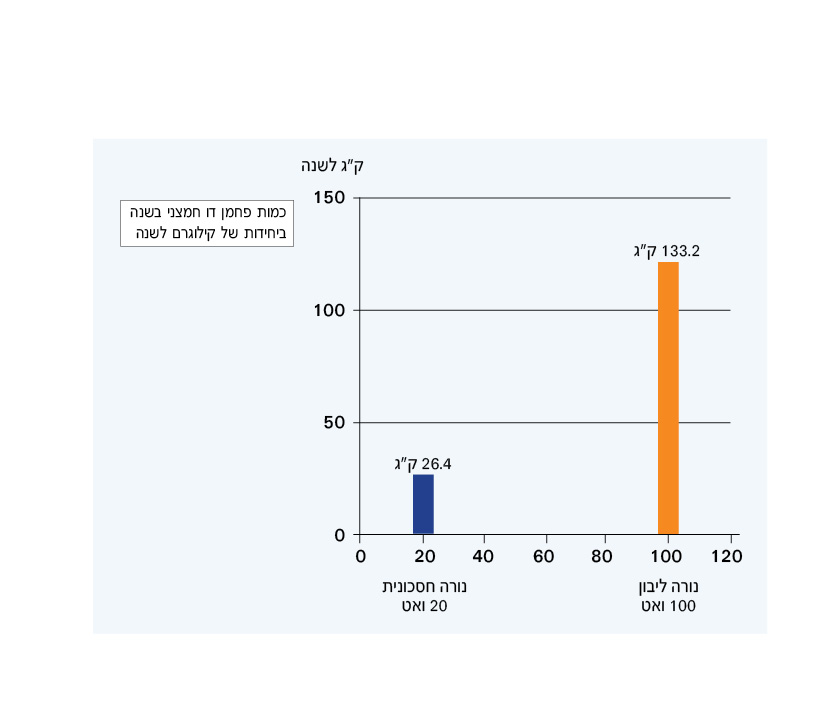 ק"ג לשנה
כמות פחמן דו חמצני בשנה
ביחידות של קילוגרם לשנה
150
100
50
0
133.2 ק"ג
26.4 ק"ג
0 20 40 60 80 100 120
נורה חסכונית
20 ואט
נורה ליבון
100 ואט